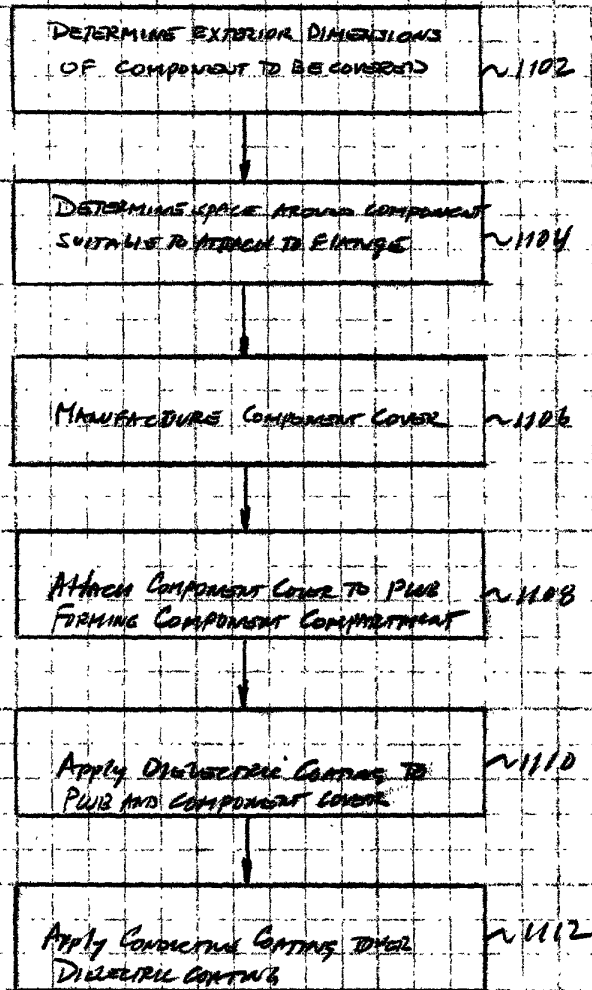 DETERMINE EXTERIOR DIMENSIONS
OF COMPONENT TO BE COVERED
~1102
DETERMINE SPACE AROUND COMPONENT
SUITABLE TO ATTACH TO FLANGE
~1104
MANUFACTURE COMPONENT COVER
~1106
ATTACH COMPONENT COVER TO PWB
FORMING COMPONENT COMPARTMENT
~1108
APPLY DIELECTRIC COATING TO
PWB AND COMPONENT COVER
~1110
APPLY CONDUCTIVE COATING OVER
DIELECTRIC COATING
~1112